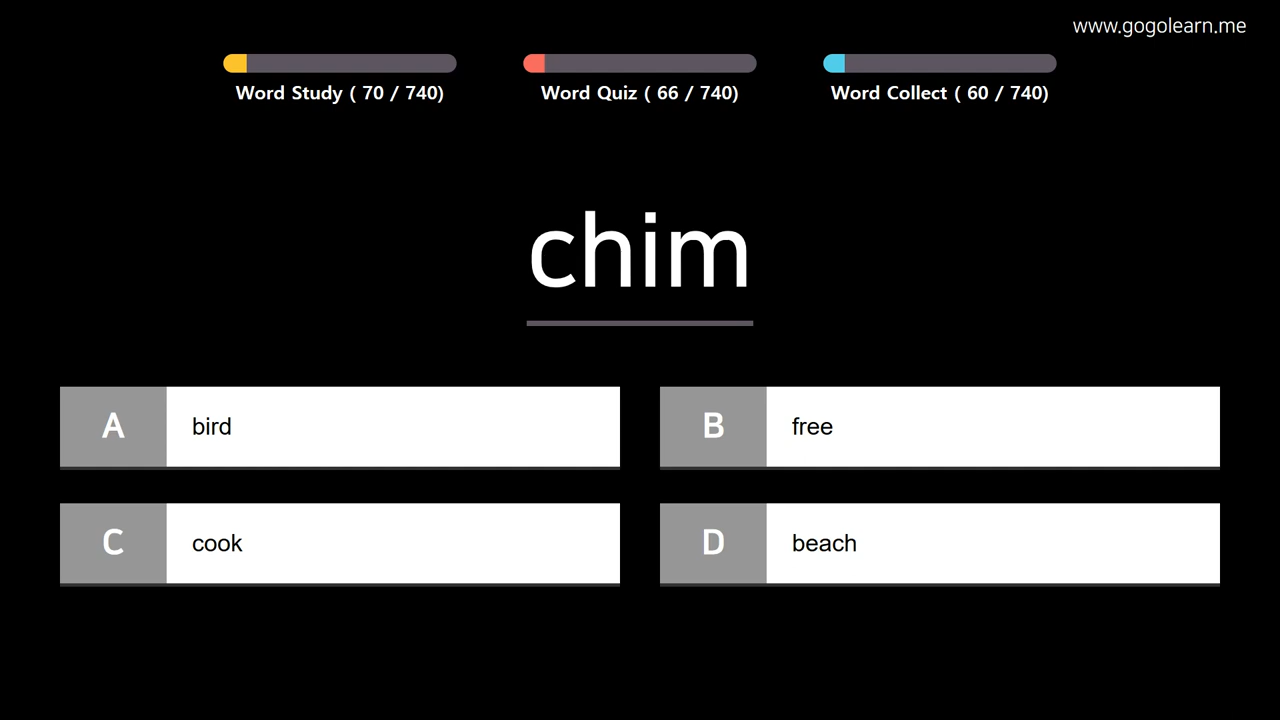 www.gogolearn.me
Word Study ( 70 / 740)
Word Quiz ( 66 / 740)
Word Collect ( 60 / 740)
chim
A bird
B free
C cook
D beach